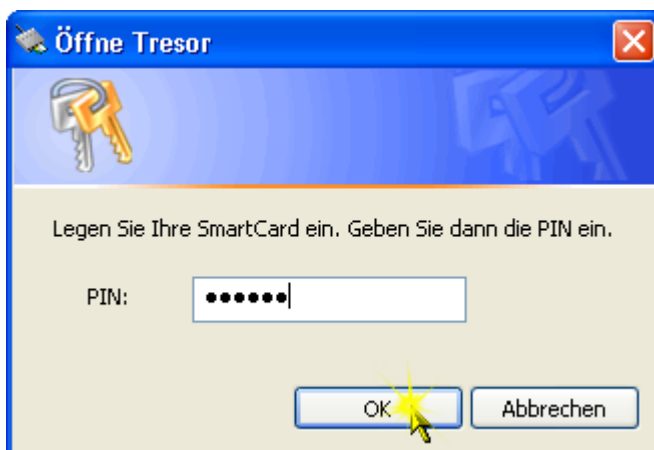 Öffne Tresor
Legen Sie Ihre SmartCard ein. Geben Sie dann die PIN ein.
PIN: ●●●●●●
OK Abbrechen